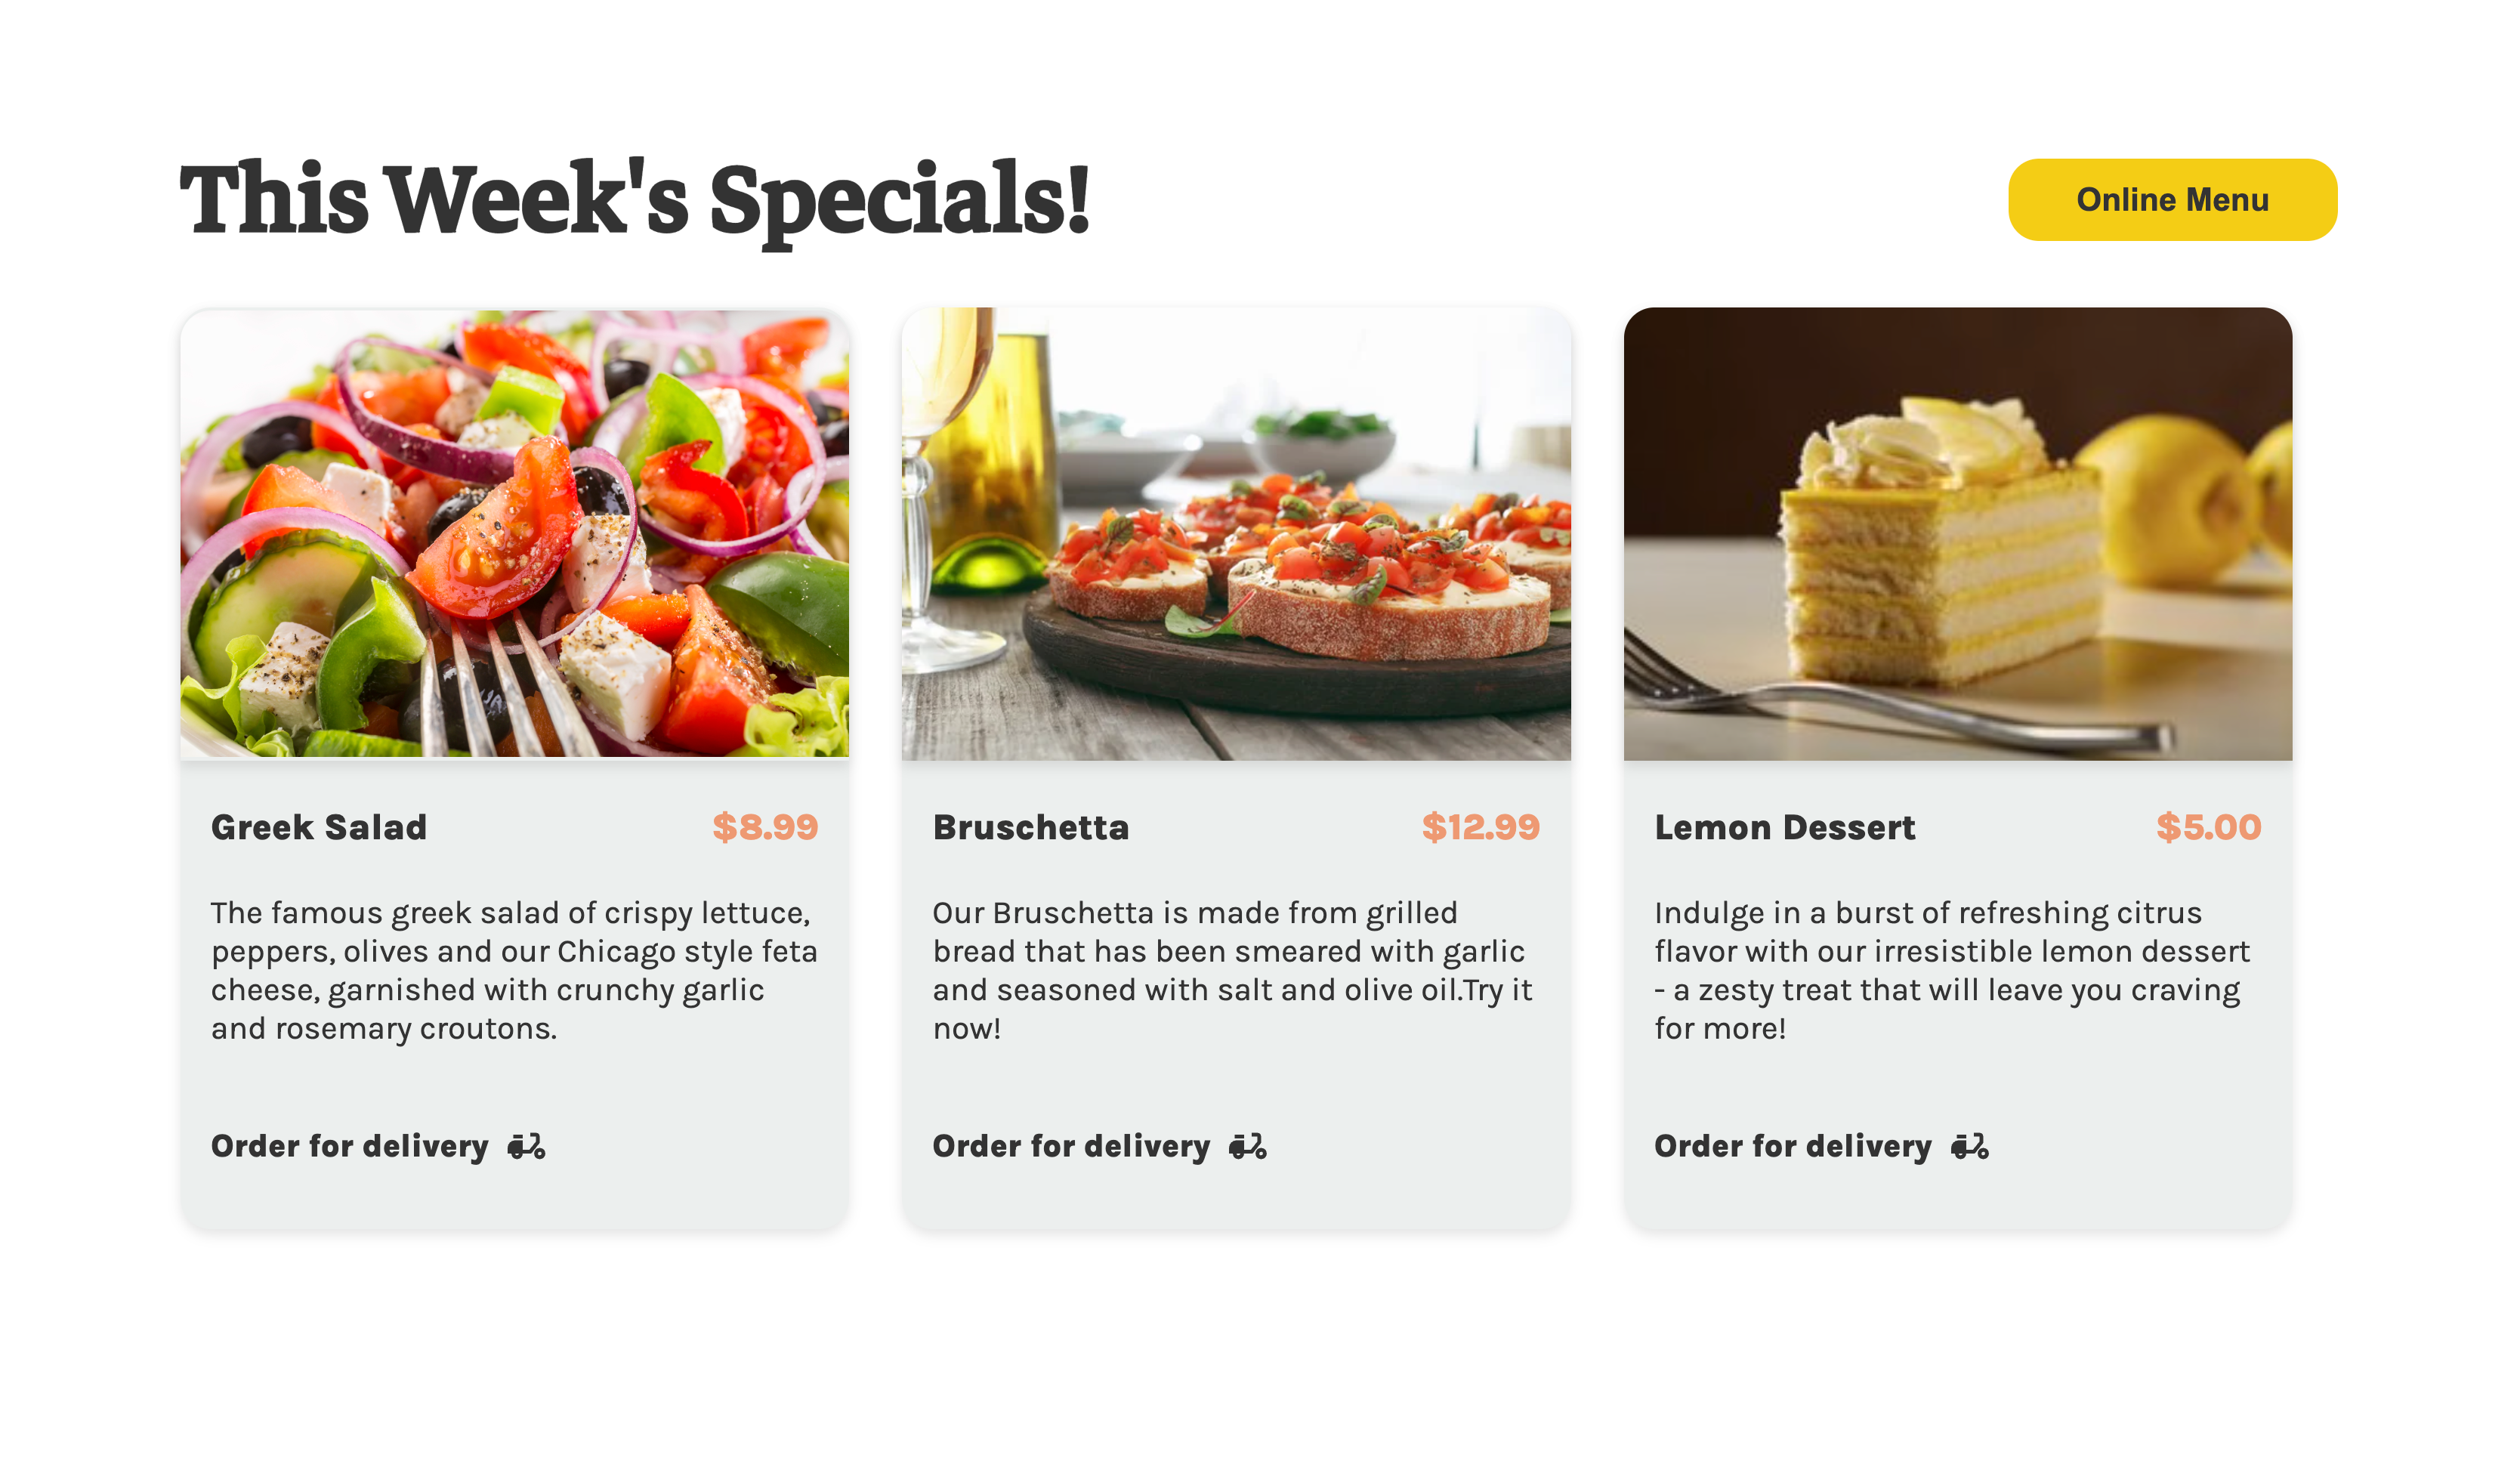 This Week's Specials!
Online Menu
Greek Salad
$8.99
The famous greek salad of crispy lettuce,
peppers, olives and our Chicago style feta
cheese, garnished with crunchy garlic
and rosemary croutons.
Order for delivery
Bruschetta
$12.99
Our Bruschetta is made from grilled
bread that has been smeared with garlic
and seasoned with salt and olive oil.Try it
now!
Order for delivery
Lemon Dessert
$5.00
Indulge in a burst of refreshing citrus
flavor with our irresistible lemon dessert
- a zesty treat that will leave you craving
for more!
Order for delivery